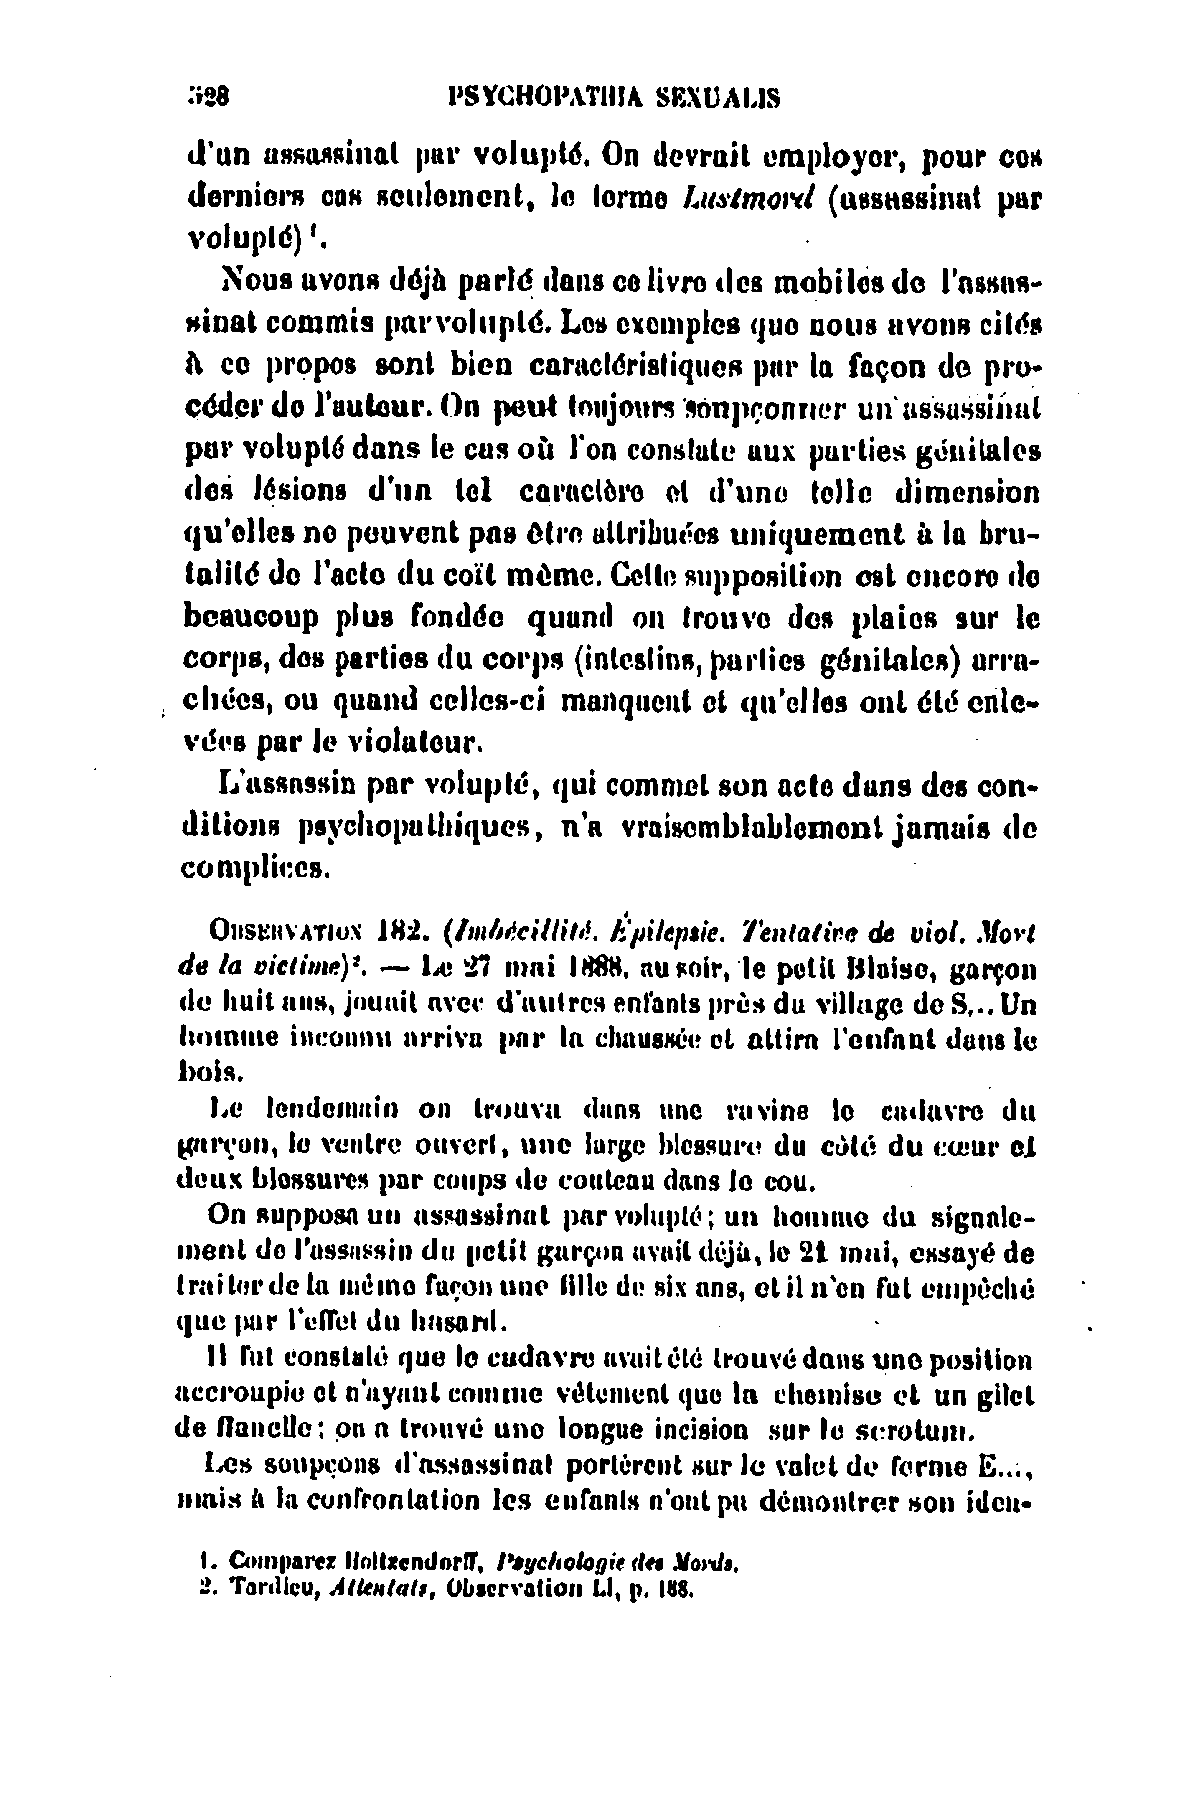 528 PSYCHOPATHIA SEXUALIS
d'un assassinat par volupté. On devrait employer, pour ces
derniers cas seulement, le terme Lustmord (assassinat par
volupté) ¹.
Nous avons déjà parlé dans ce livre des mobiles de l'assas-
sinat commis par volupté. Les exemples que nous avons cités
à ce propos sont bien caractéristiques par la façon de pro-
céder de l'auteur. On peut toujours soupçonner un assassinat
par volupté dans le cas où l'on constate aux parties génitales
des lésions d'un tel caractère et d'une telle dimension
qu'elles ne peuvent pas être attribuées uniquement à la bru-
talité de l'acte du coït même. Cette supposition est encore de
beaucoup plus fondée quand on trouve des plaies sur le
corps, des parties du corps (intestins, parties génitales) arra-
chées, ou quand celles-ci manquent et qu'elles ont été enle-
vées par le violateur.
L'assassin par volupté, qui commet son acte dans des con-
ditions psychopathiques, n'a vraisemblablement jamais de
complices.
OBSERVATION 182. (Imbécillité. Épilepsie. Tentative de viol. Mort
de la victime)². — Le 27 mai 1888, au soir, le petit Blaise, garçon
de huit ans, jouait avec d'autres enfants près du village de S... Un
homme inconnu arriva par la chaussée et attira l'enfant dans le
bois.
Le lendemain on trouva dans une ravine le cadavre du
garçon, le ventre ouvert, une large blessure du côté du cœur et
deux blessures par coups de couteau dans le cou.
On supposa un assassinat par volupté; un homme du signale-
ment de l'assassin du petit garçon avait déjà, le 21 mai, essayé de
traiter de la même façon une fille de six ans, et il n'en fut empêché
que par l'effet du hasard.
Il fut constaté que le cadavre avait été trouvé dans une position
accroupie et n'ayant comme vêtement que la chemise et un gilet
de flanelle; on a trouvé une longue incision sur le scrotum.
Les soupçons d'assassinat portèrent sur le valet de ferme E...,
mais à la confrontation les enfants n'ont pu démontrer son iden-
1. Comparez Holtzendorff, Psychologie des Mords.
2. Tardieu, Attentats, Observation LI, p. 188.